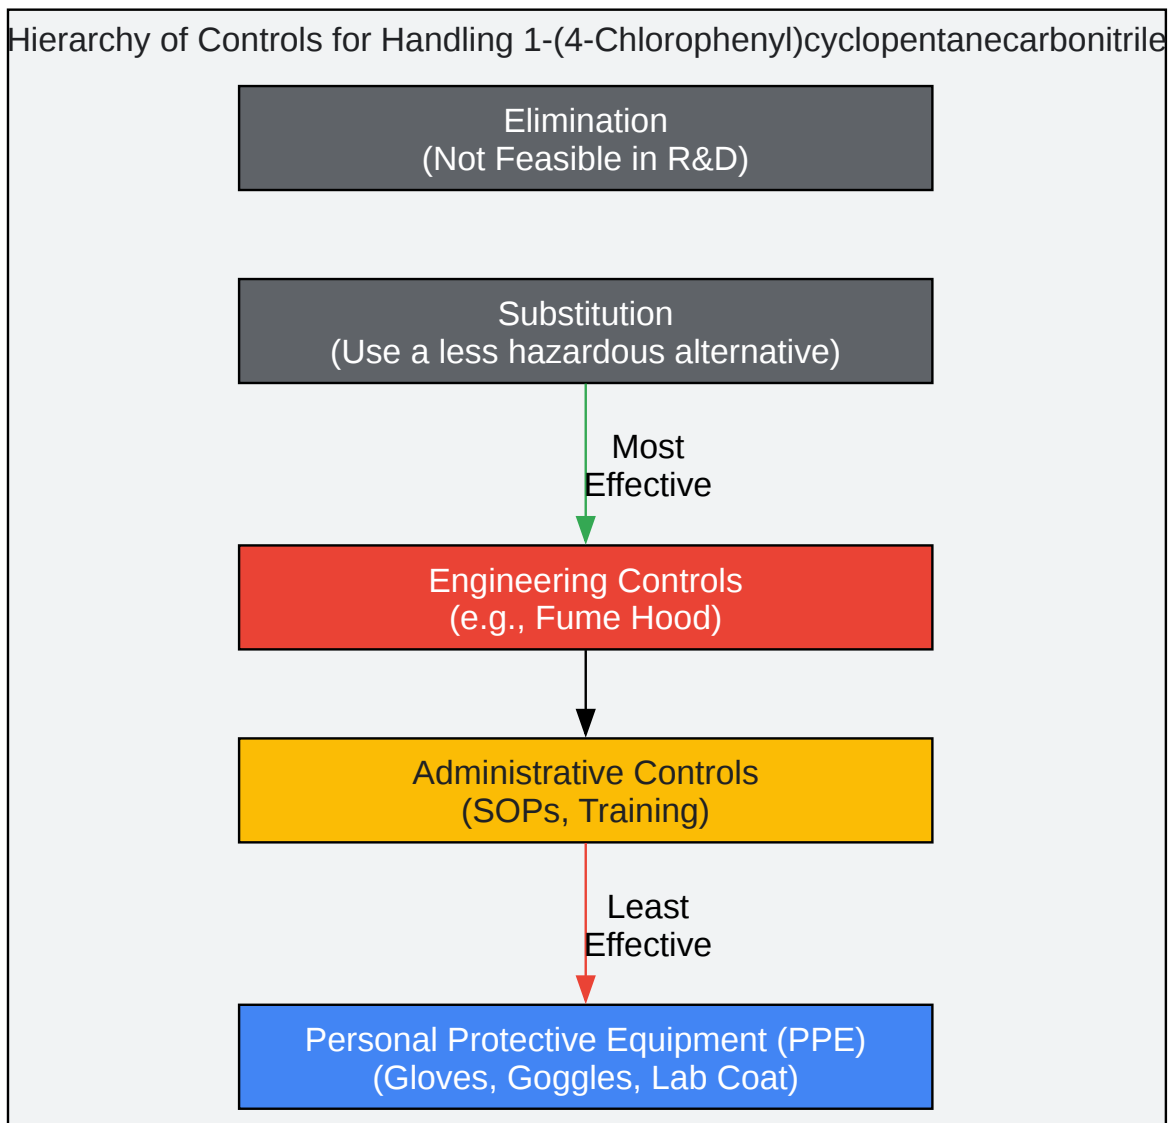 Hierarchy of Controls for Handling 1-(4-Chlorophenyl)cyclopentanecarbonitrile
Elimination
(Not Feasible in R&D)
Substitution
(Use a less hazardous alternative)
Most
Effective
Engineering Controls
(e.g., Fume Hood)
Administrative Controls
(SOPs, Training)
Least
Effective
Personal Protective Equipment (PPE)
(Gloves, Goggles, Lab Coat)